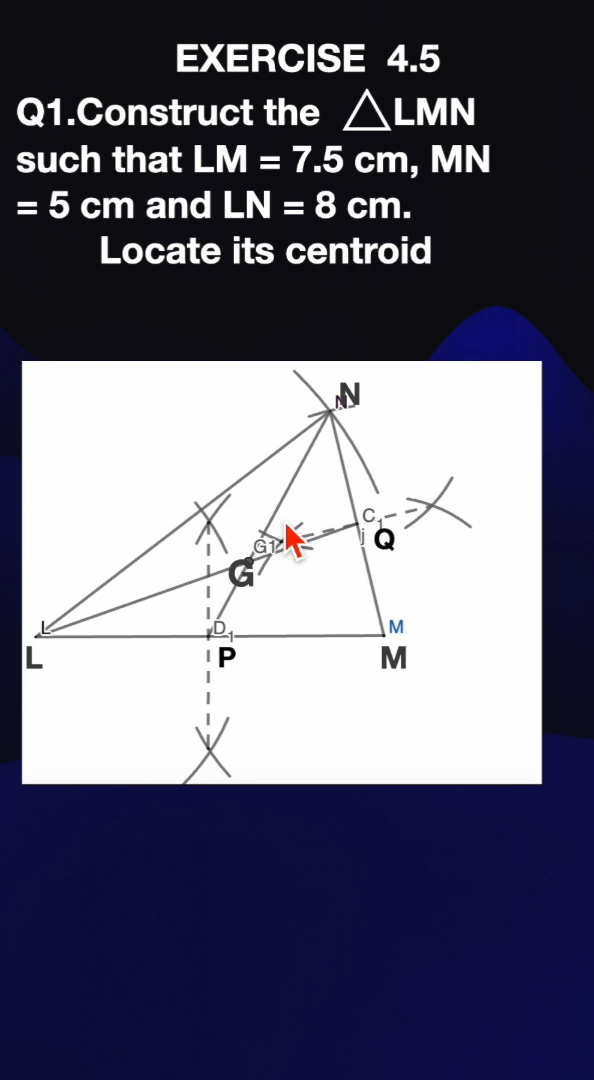 EXERCISE 4.5
Q1.Construct the △LMN
such that LM = 7.5 cm, MN
= 5 cm and LN = 8 cm.
Locate its centroid
N N
C1
j Q
G1
G
L D1 M
L P M